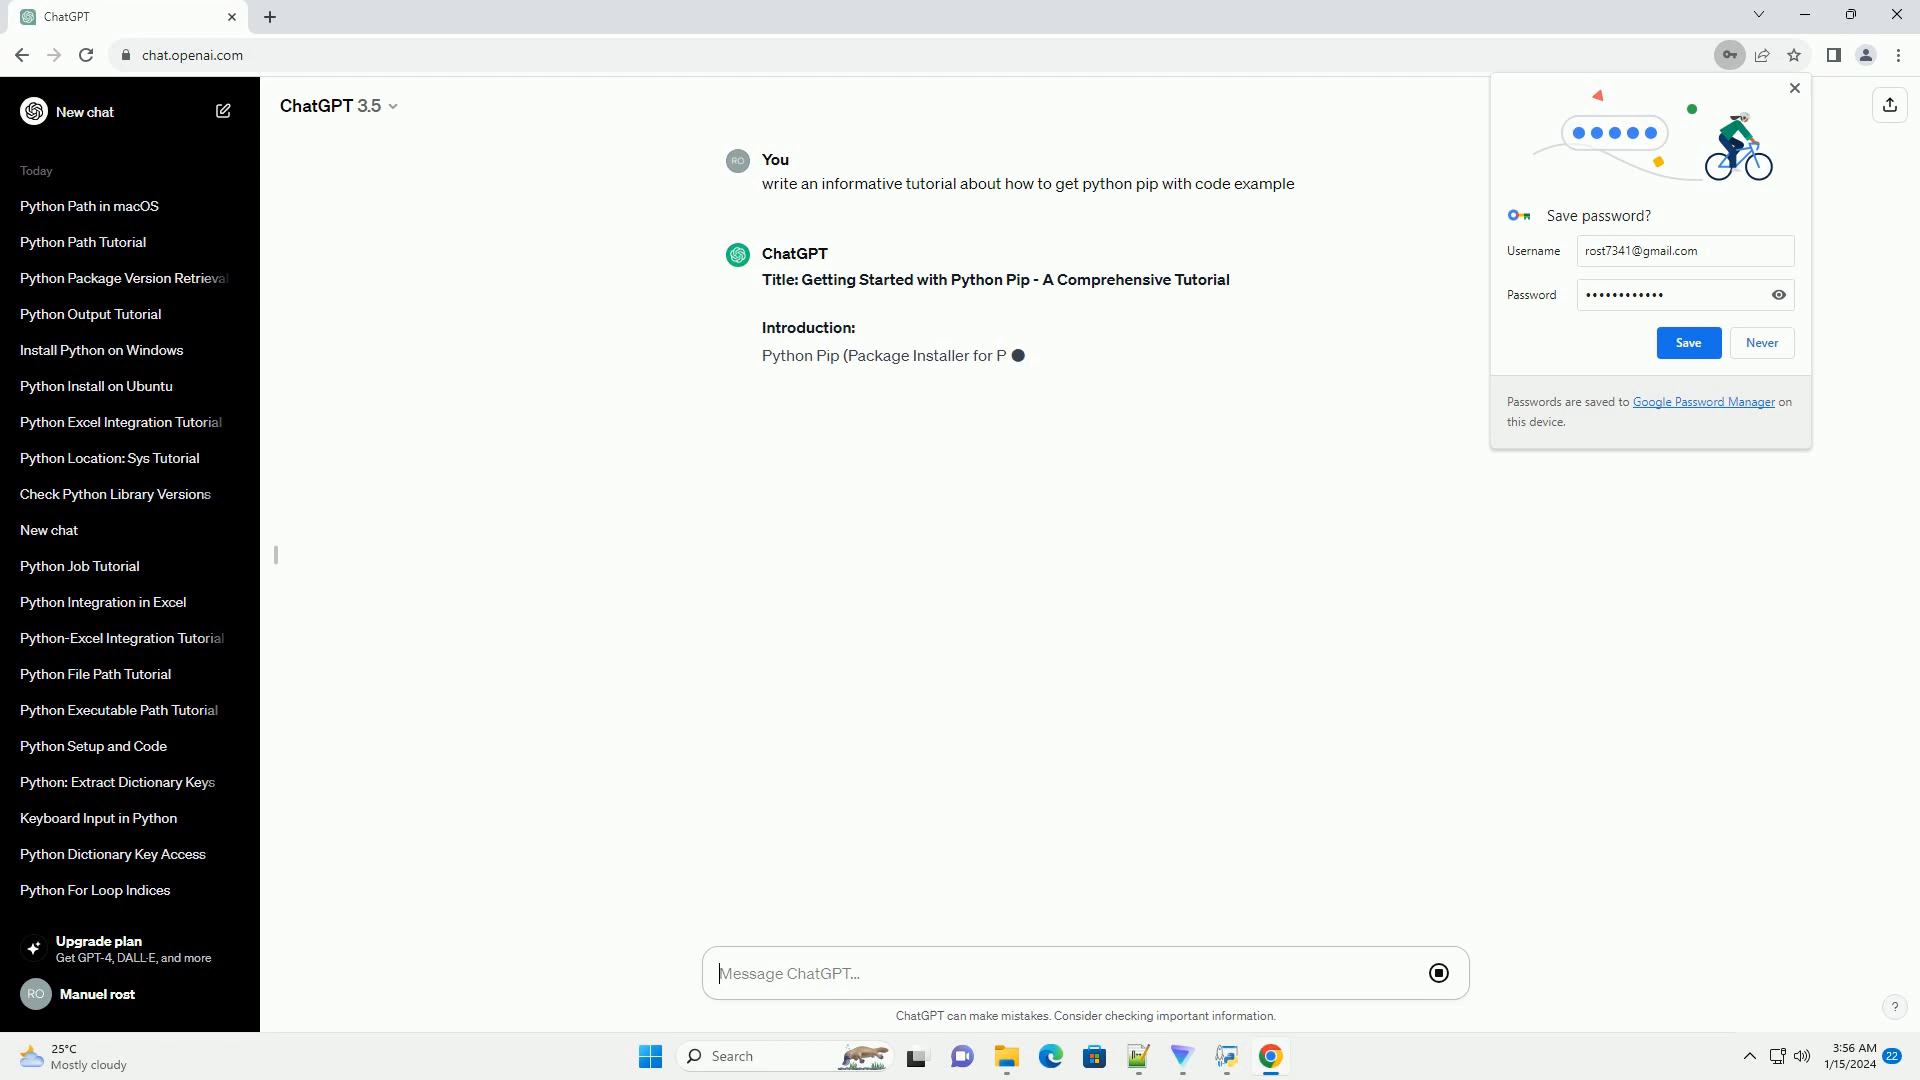 ChatGPT
chat.openai.com
New chat
Today
Python Path in macOS
Python Path Tutorial
Python Package Version Retrieval
Python Output Tutorial
Install Python on Windows
Python Install on Ubuntu
Python Excel Integration Tutorial
Python Location: Sys Tutorial
Check Python Library Versions
New chat
Python Job Tutorial
Python Integration in Excel
Python-Excel Integration Tutorial
Python File Path Tutorial
Python Executable Path Tutorial
Python Setup and Code
Python: Extract Dictionary Keys
Keyboard Input in Python
Python Dictionary Key Access
Python For Loop Indices
Upgrade plan
Get GPT-4, DALL·E, and more
RO Manuel rost
ChatGPT 3.5
RO You
write an informative tutorial about how to get python pip with code example
ChatGPT
Title: Getting Started with Python Pip - A Comprehensive Tutorial
Introduction:
Python Pip (Package Installer for P
Message ChatGPT...
ChatGPT can make mistakes. Consider checking important information.
?
Save password?
Username rost7341@gmail.com
Password ••••••••••••
Save Never
Passwords are saved to Google Password Manager on
this device.
25°C
Mostly cloudy
Search
3:56 AM
1/15/2024
22